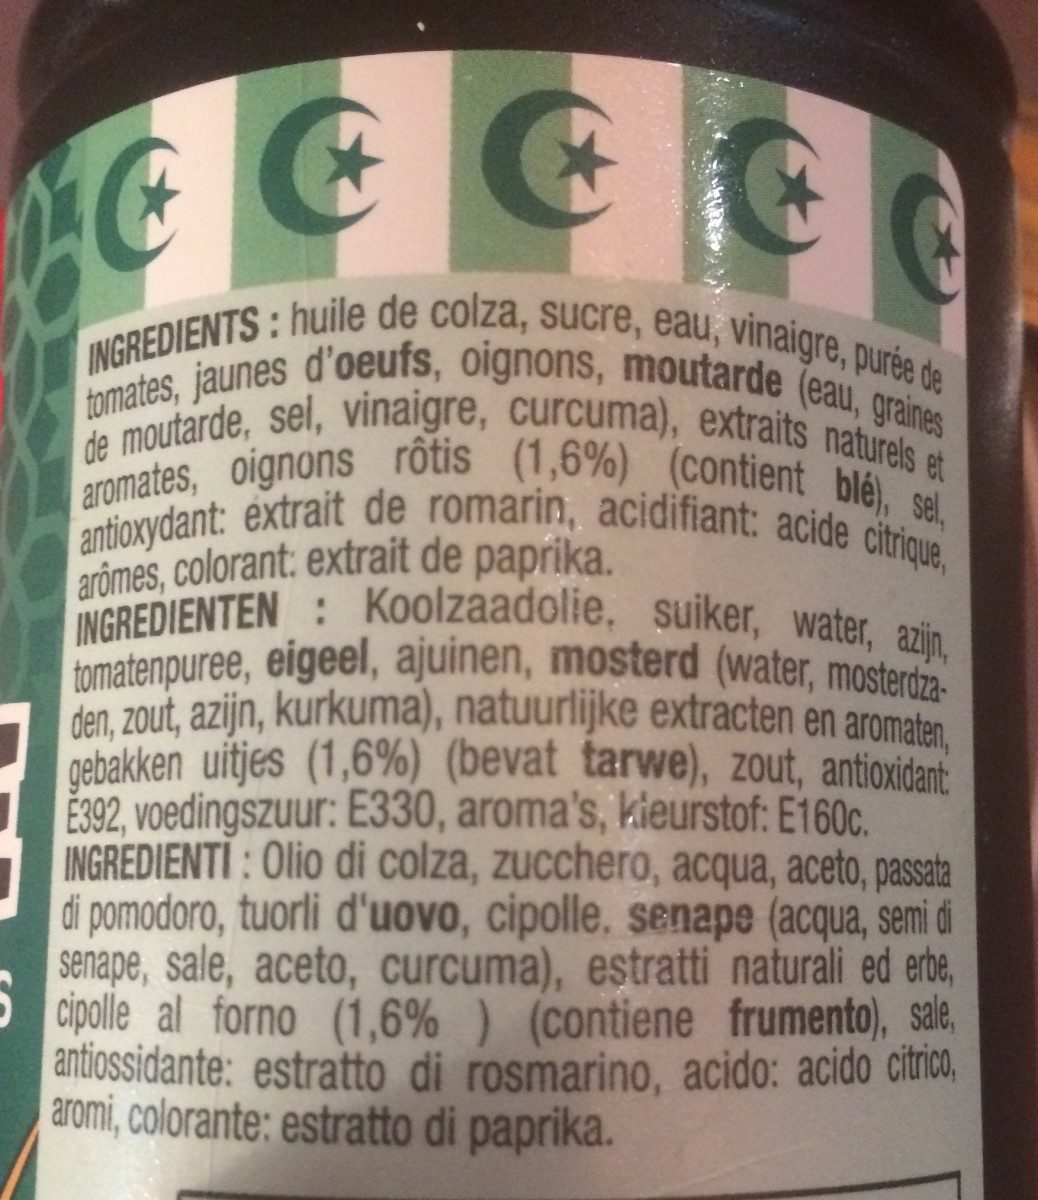 INGREDIENTS : huile de colza, sucre, eau, vinaigre, purée de
tomates, jaunes d'oeufs, oignons, moutarde (eau, graines
de moutarde, sel, vinaigre, curcuma), extraits naturels et
aromates, oignons rôtis (1,6%) (contient blé), sel,
antioxydant: extrait de romarin, acidifiant: acide citrique,
arômes, colorant: extrait de paprika.
INGREDIENTEN : Koolzaadolie, suiker, water, azijn,
tomatenpuree, eigeel, ajuinen, mosterd (water, mosterdza-
den, zout, azijn, kurkuma), natuurlijke extracten en aromaten,
gebakken uitjes (1,6%) (bevat tarwe), zout, antioxidant:
E392, voedingszuur: E330, aroma's, kleurstof: E160c.
INGREDIENTI : Olio di colza, zucchero, acqua, aceto, passata
di pomodoro, tuorli d'uovo, cipolle, senape (acqua, semi di
senape, sale, aceto, curcuma), estratti naturali ed erbe,
cipolle al forno (1,6% ) (contiene frumento), sale,
antiossidante: estratto di rosmarino, acido: acido citrico,
aromi, colorante: estratto di paprika.